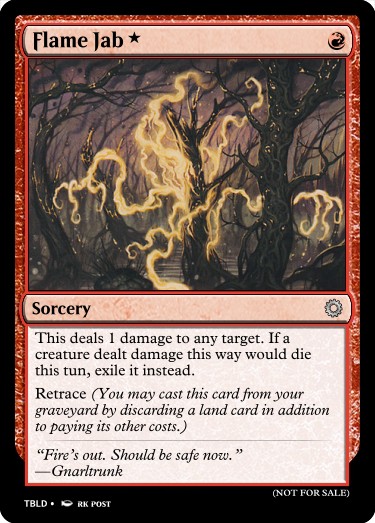 Flame Jab ★
Sorcery
This deals 1 damage to any target. If a
creature dealt damage this way would die
this tun, exile it instead.
Retrace (You may cast this card from your
graveyard by discarding a land card in addition
to paying its other costs.)
“Fire’s out. Should be safe now.”
—Gnarltrunk
(NOT FOR SALE)
TBLD • RK POST